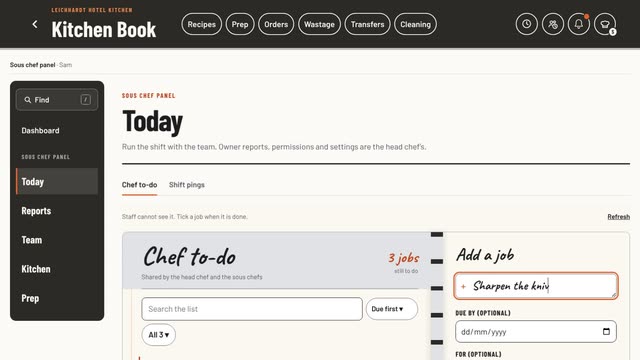 LEICHHARDT HOTEL KITCHEN
Kitchen Book
Recipes
Prep
Orders
Wastage
Transfers
Cleaning
Sous chef panel · Sam
Find
/
Dashboard
SOUS CHEF PANEL
Today
Reports
Team
Kitchen
Prep
SOUS CHEF PANEL
Today
Run the shift with the team. Owner reports, permissions and settings are the head chef's.
Chef to-do
Shift pings
Staff cannot see it. Tick a job when it is done.
Refresh
Chef to-do
3 jobs
still to do
Shared by the head chef and the sous chefs
Search the list
Due first ▾
All 3 ▾
Add a job
+ Sharpen the kniv
DUE BY (OPTIONAL)
dd/mm/yyyy
FOR (OPTIONAL)